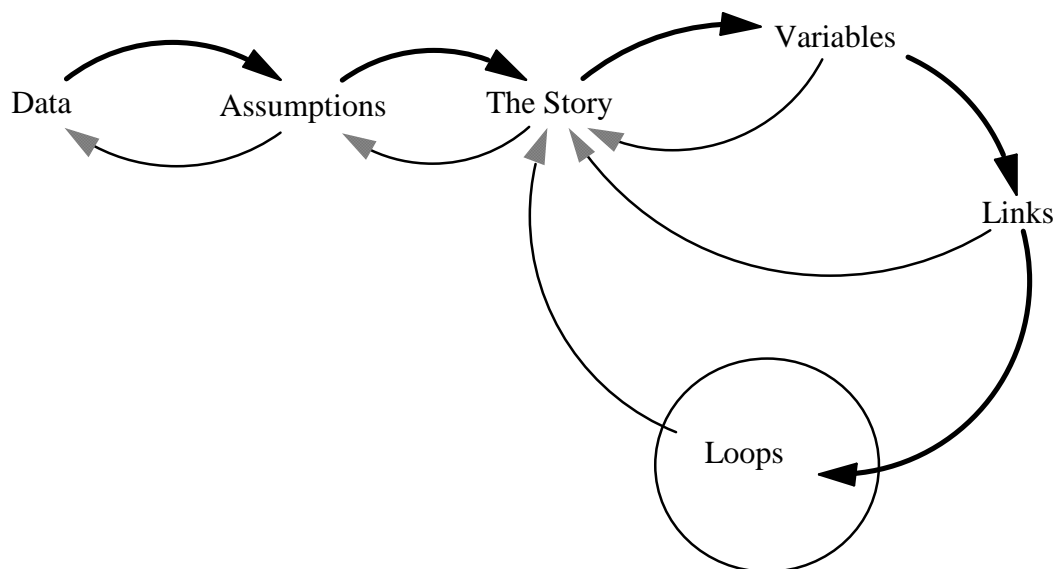 Variables
Data
Assumptions
The Story
Links
Loops